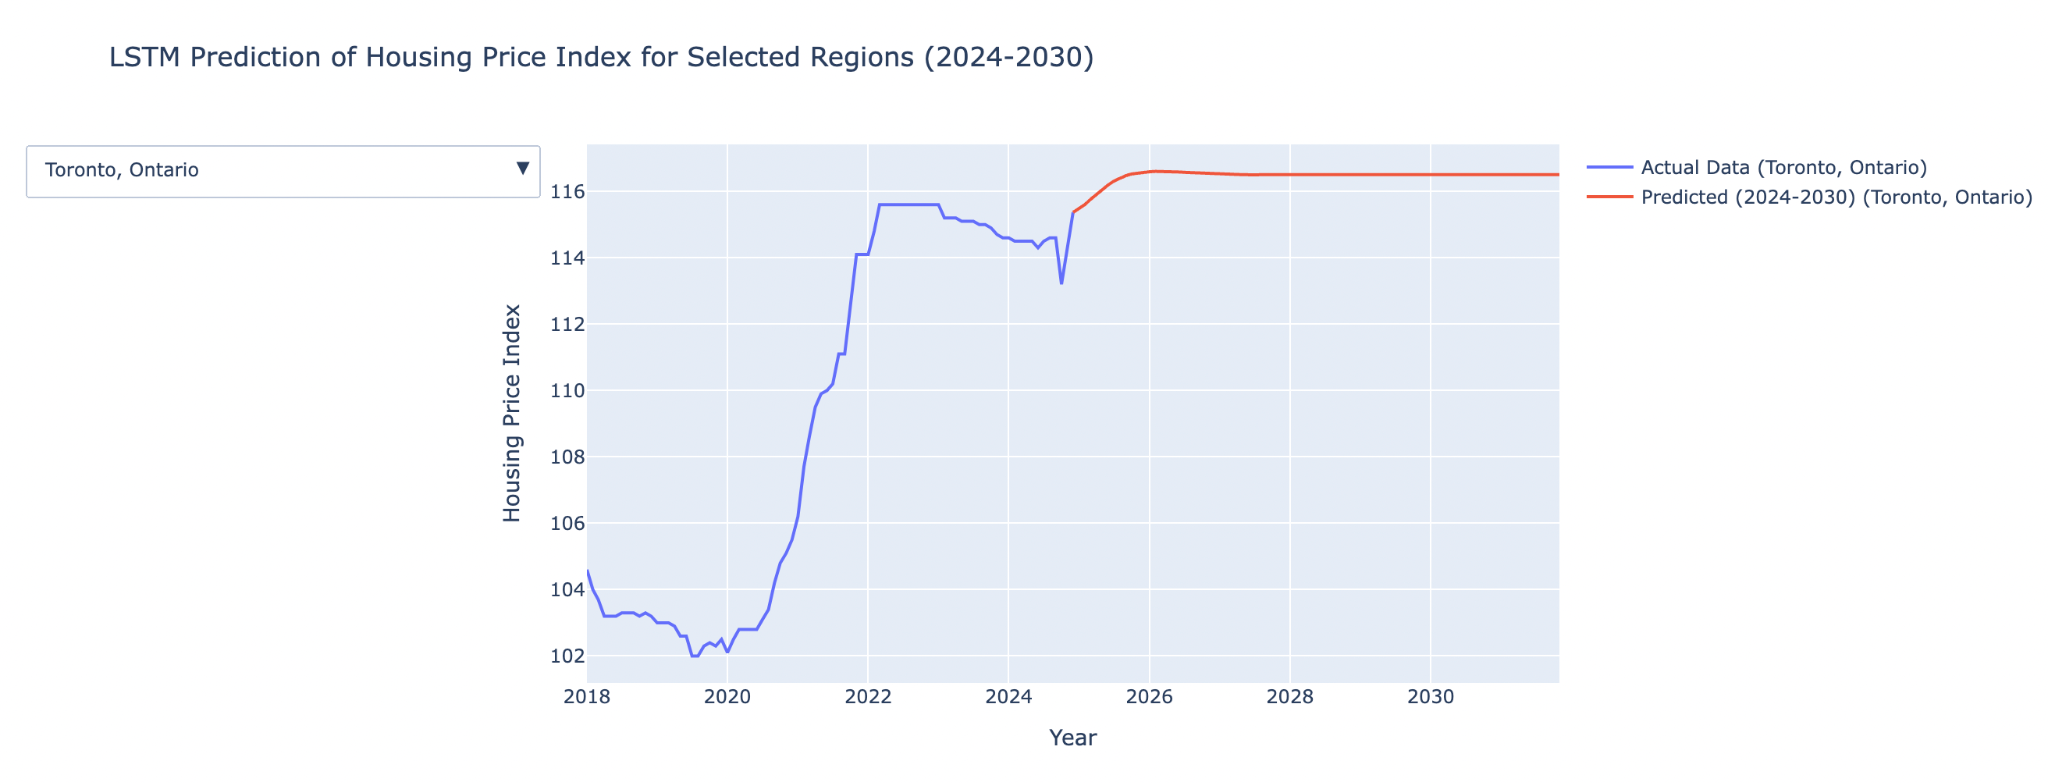 LSTM Prediction of Housing Price Index for Selected Regions (2024-2030)
Toronto, Ontario
▼
Actual Data (Toronto, Ontario)
Predicted (2024-2030) (Toronto, Ontario)
Housing Price Index
116
114
112
110
108
106
104
102
2018
2020
2022
2024
2026
2028
2030
Year